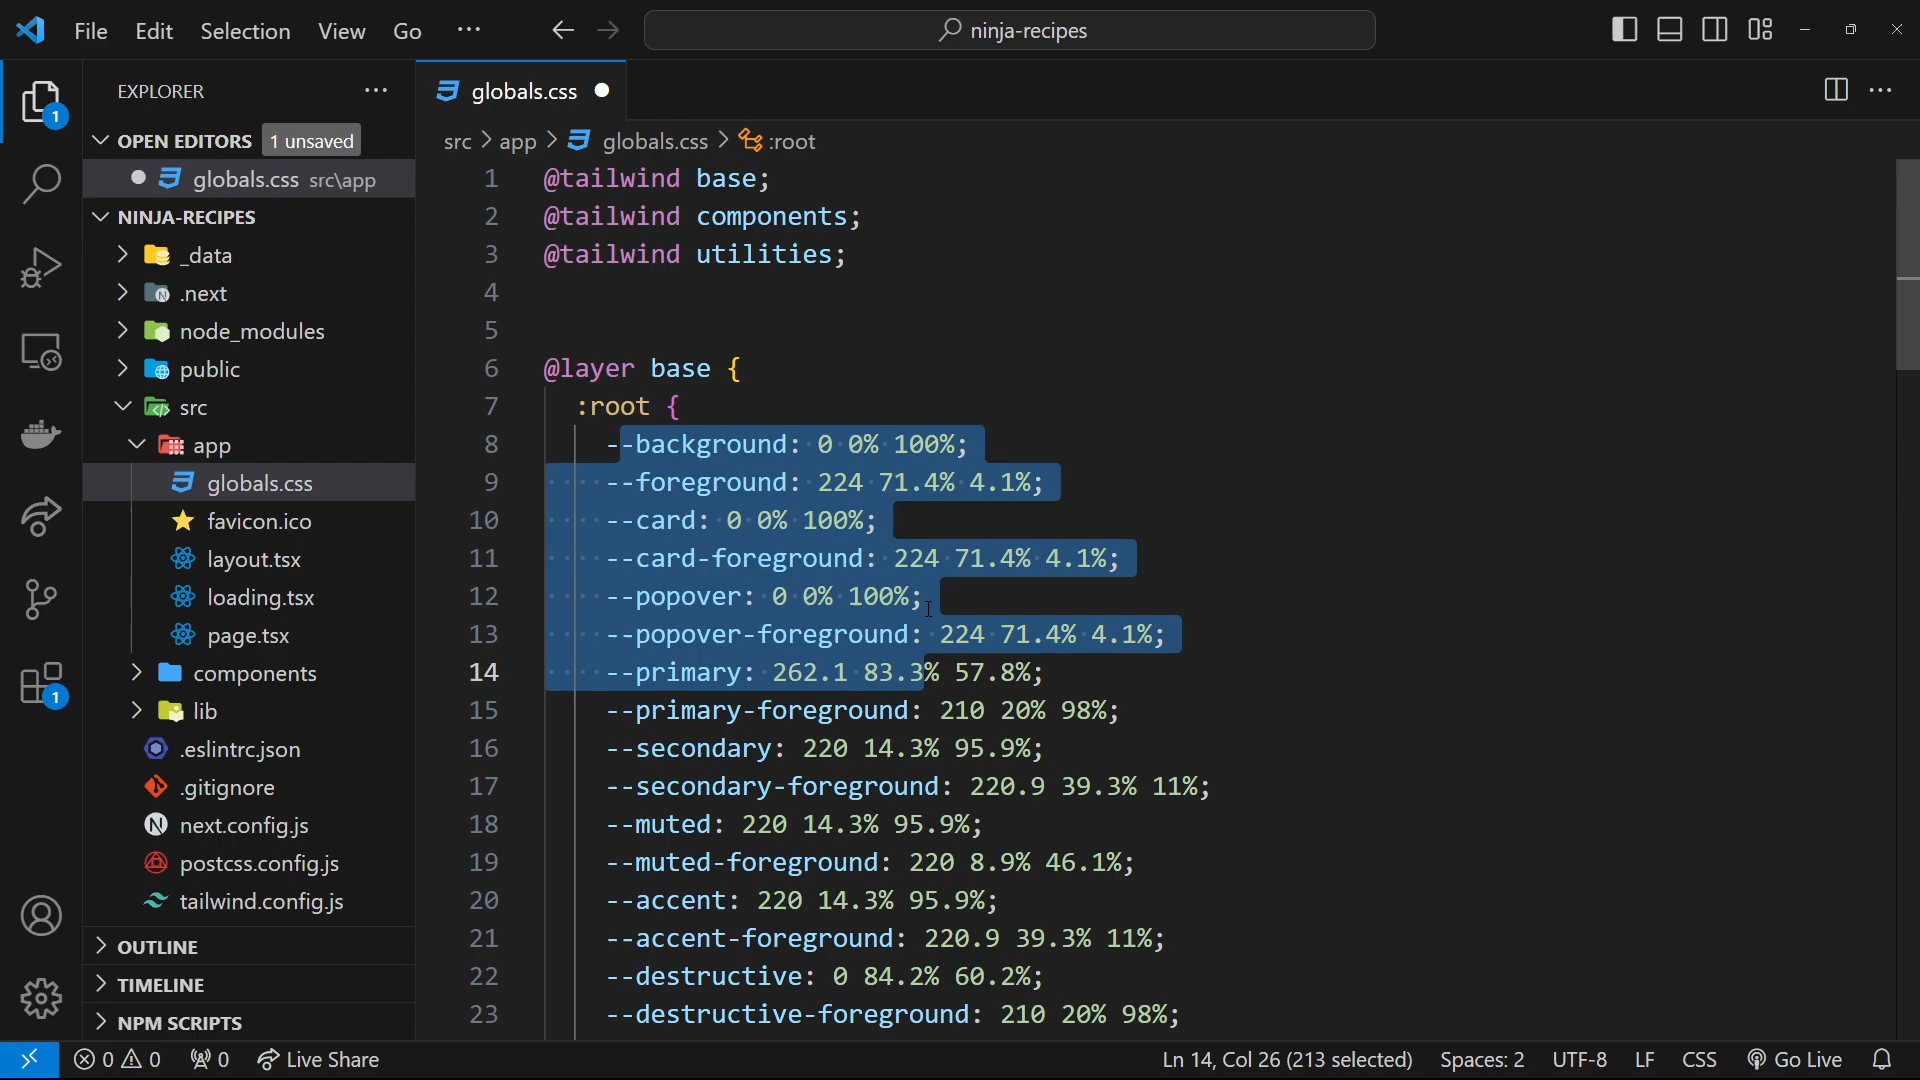 File Edit Selection View Go ··· ninja-recipes
EXPLORER ···
OPEN EDITORS 1 unsaved
globals.css src\app
NINJA-RECIPES
_data
.next
node_modules
public
src
app
globals.css
favicon.ico
layout.tsx
loading.tsx
page.tsx
components
lib
.eslintrc.json
.gitignore
next.config.js
postcss.config.js
tailwind.config.js
OUTLINE
TIMELINE
NPM SCRIPTS
1
1
globals.css
src > app > globals.css > :root
1 @tailwind base;
2 @tailwind components;
3 @tailwind utilities;
4
5
6 @layer base {
7 :root {
8 --background: 0 0% 100%;
9 --foreground: 224 71.4% 4.1%;
10 --card: 0 0% 100%;
11 --card-foreground: 224 71.4% 4.1%;
12 --popover: 0 0% 100%;
13 --popover-foreground: 224 71.4% 4.1%;
14 --primary: 262.1 83.3% 57.8%;
15 --primary-foreground: 210 20% 98%;
16 --secondary: 220 14.3% 95.9%;
17 --secondary-foreground: 220.9 39.3% 11%;
18 --muted: 220 14.3% 95.9%;
19 --muted-foreground: 220 8.9% 46.1%;
20 --accent: 220 14.3% 95.9%;
21 --accent-foreground: 220.9 39.3% 11%;
22 --destructive: 0 84.2% 60.2%;
23 --destructive-foreground: 210 20% 98%;
0 0 0 Live Share Ln 14, Col 26 (213 selected) Spaces: 2 UTF-8 LF CSS Go Live